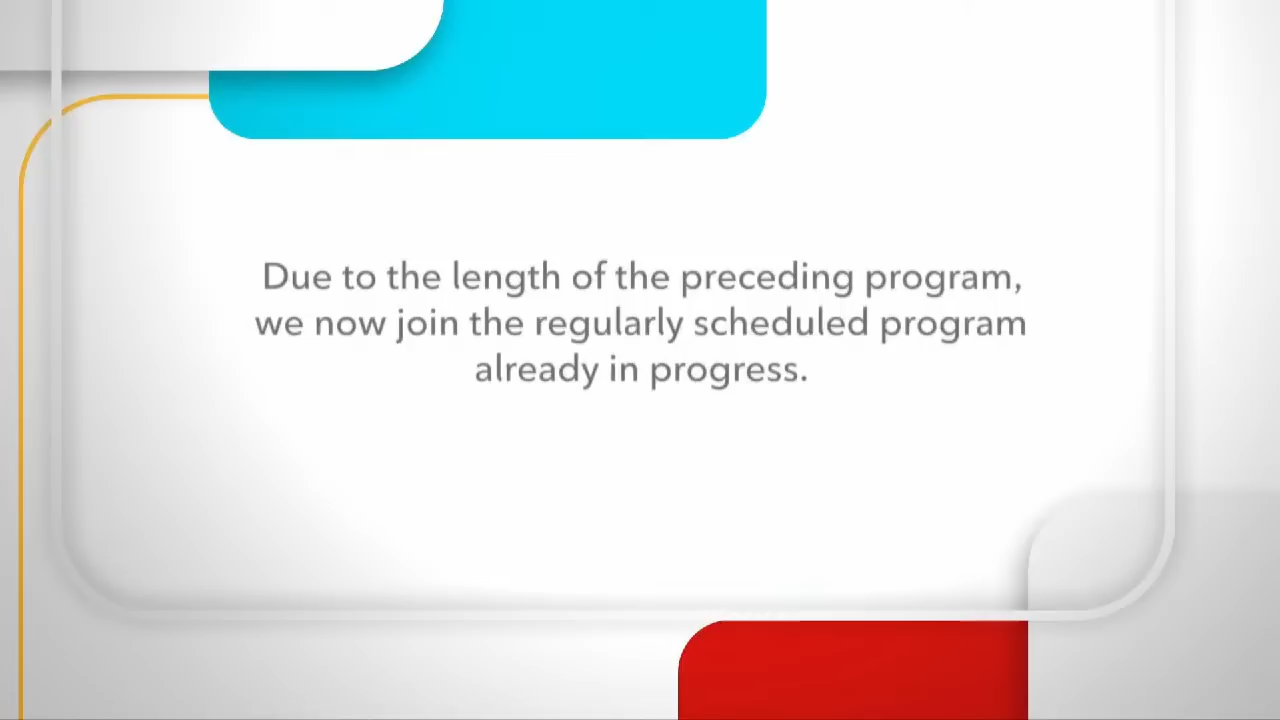 Due to the length of the preceding program,
we now join the regularly scheduled program
already in progress.